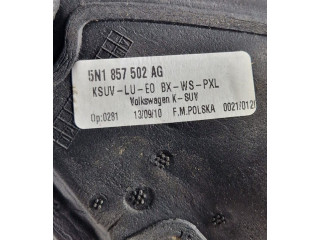 5N1 857 502 AG
KSUV-LU-EO BX-WS-PXL
Volkswagen K-SUV
Op:0281 13/09/10 F.M.POLSKA 0021/012/